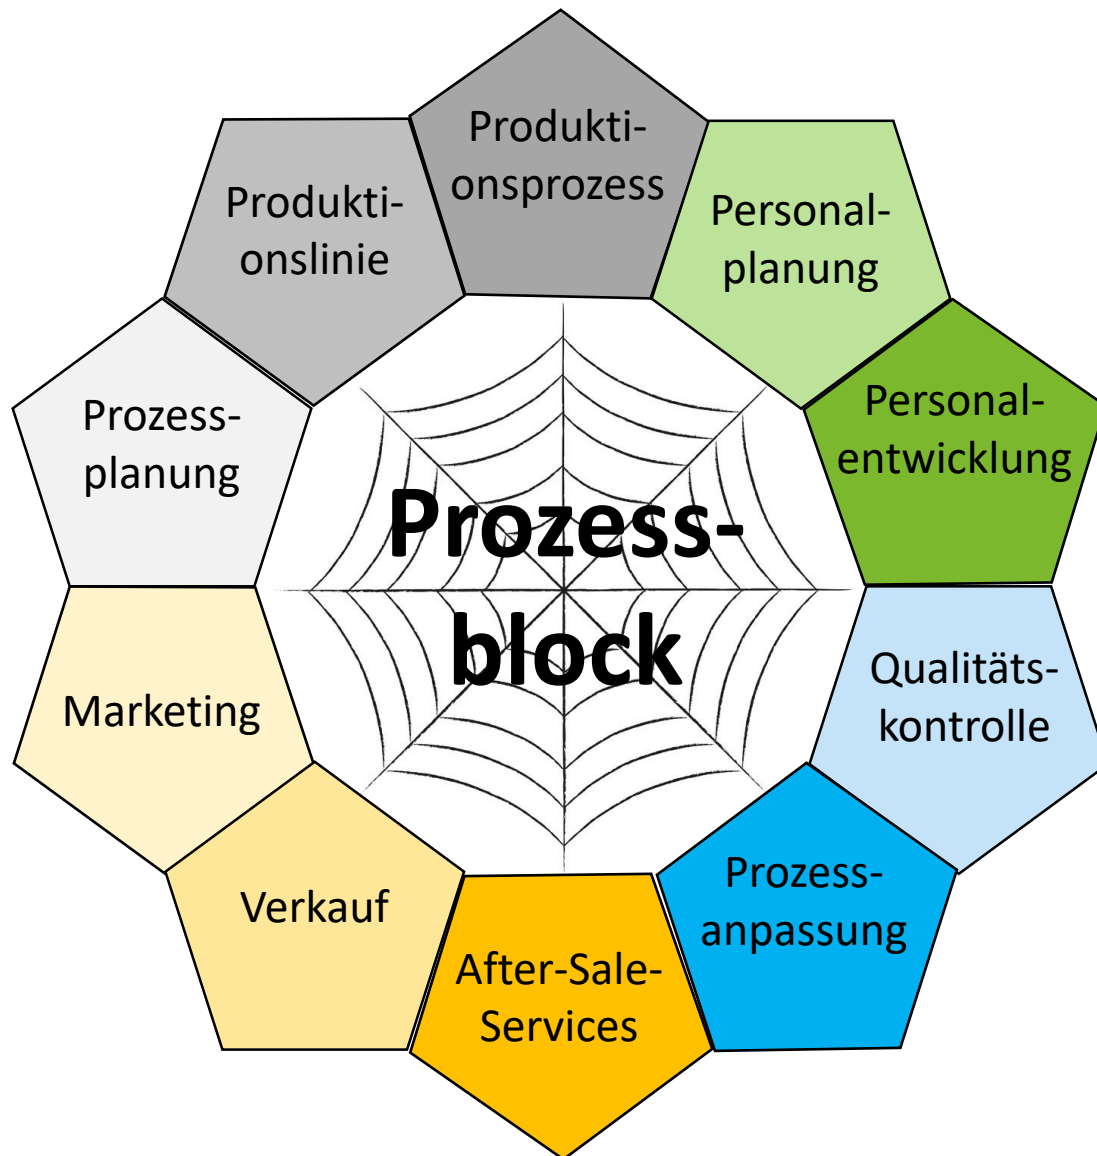 Produkti-
onsprozess
Personal-
planung
Personal-
entwicklung
Qualitäts-
kontrolle
Prozess-
anpassung
After-Sale-
Services
Verkauf
Marketing
Prozess-
planung
Produkti-
onslinie
Prozess-
block